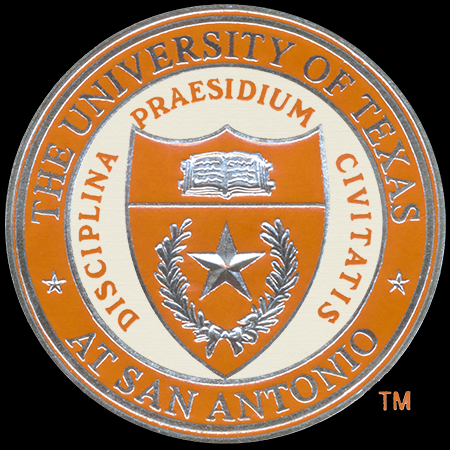 THE UNIVERSITY OF TEXAS
AT SAN ANTONIO
DISCIPLINA PRAESIDIUM CIVITATIS
TM